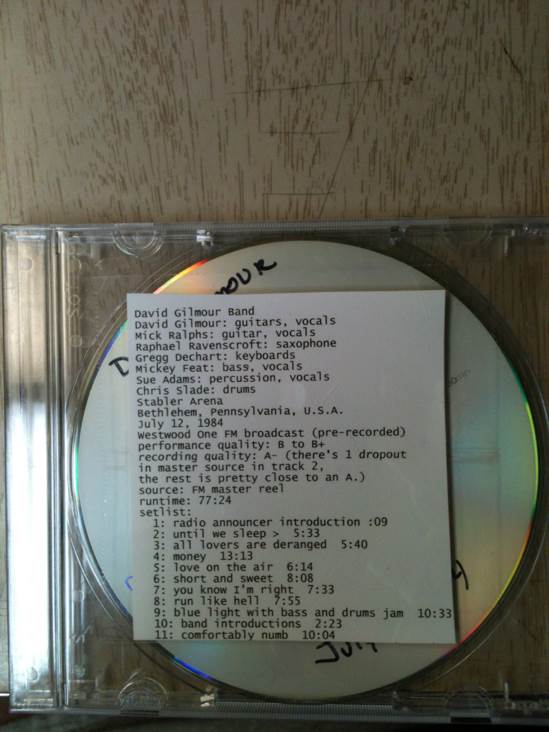 MOUR
D
David Gilmour Band
David Gilmour: guitars, vocals
Mick Ralphs: guitar, vocals
Raphael Ravenscroft: saxophone
Gregg Dechart: keyboards
Mickey Feat: bass, vocals
Sue Adams: percussion, vocals
Chris Slade: drums
Stabler Arena
Bethlehem, Pennsylvania, U.S.A.
July 12, 1984
Westwood One FM broadcast (pre-recorded)
performance quality: B to B+
recording quality: A- (there's 1 dropout
in master source in track 2,
the rest is pretty close to an A.)
source: FM master reel
runtime: 77:24
setlist:
1: radio announcer introduction :09
2: until we sleep > 5:33
3: all lovers are deranged 5:40
4: money 13:13
5: love on the air 6:14
6: short and sweet 8:08
7: you know I'm right 7:33
8: run like hell 7:55
9: blue light with bass and drums jam 10:33
10: band introductions 2:23
11: comfortably numb 10:04
July